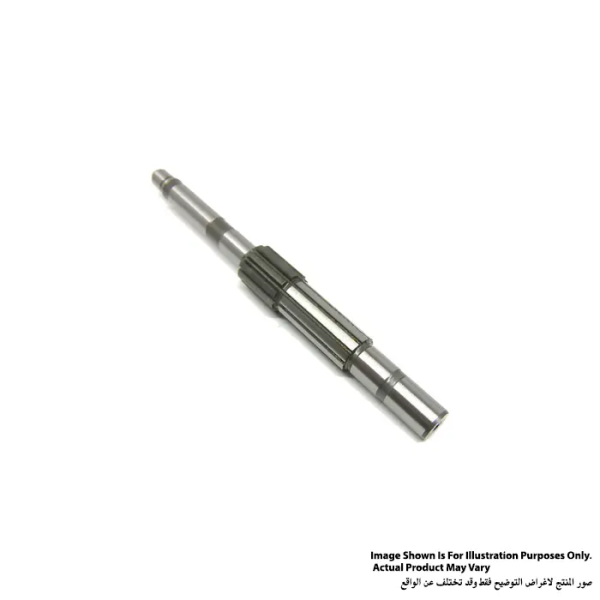 Image Shown Is For Illustration Purposes Only.
Actual Product May Vary
صور المنتج لاغراض التوضيح فقط وقد تختلف عن الواقع